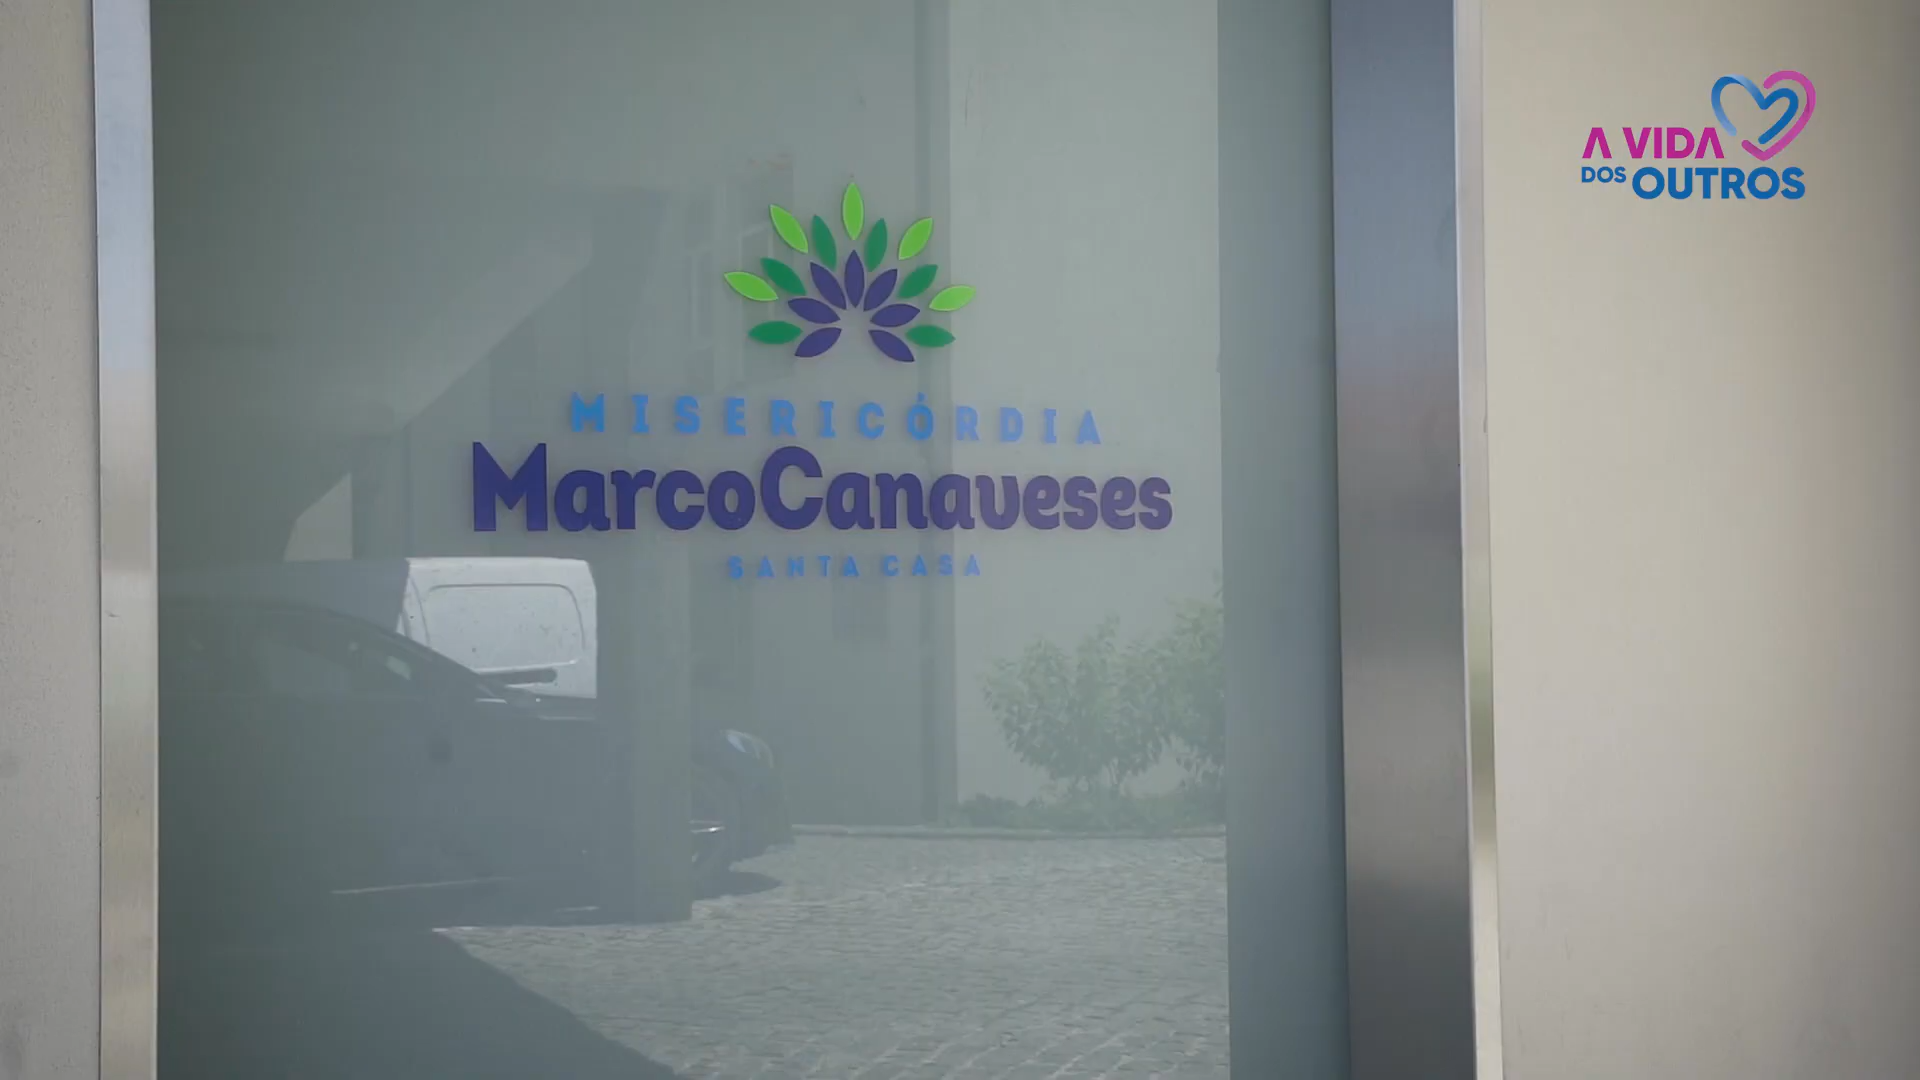 A VIDA
DOS OUTROS
MISERICÓRDIA
MarcoCanaveses
SANTA CASA